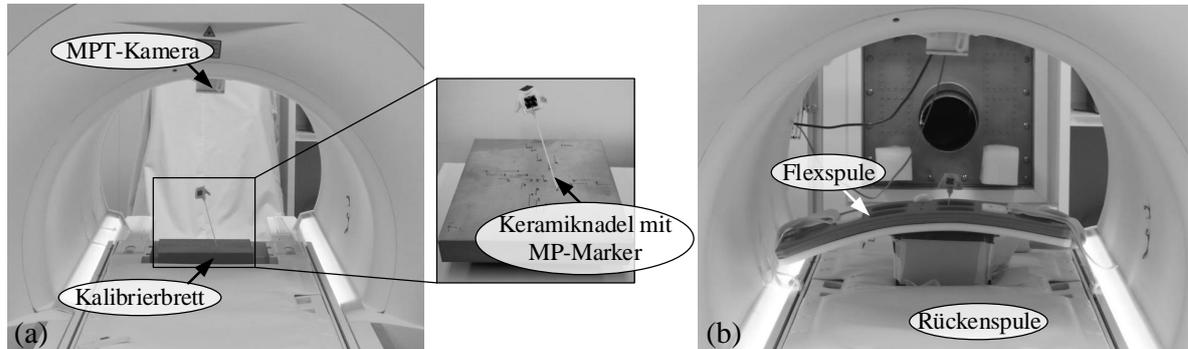 MPT-Kamera
Kalibrierbrett
(a)
Keramiknadel mit
MP-Marker
Flexspule
Rückenspule
(b)